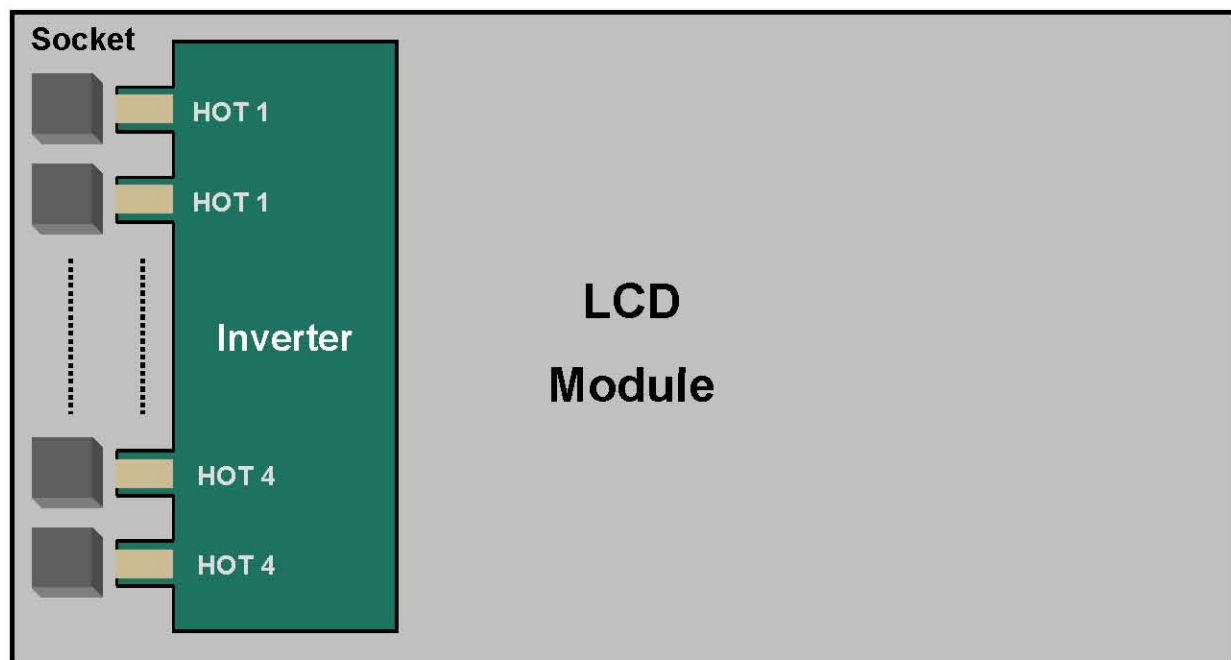 Socket
HOT 1
HOT 1
Inverter
LCD
Module
HOT 4
HOT 4